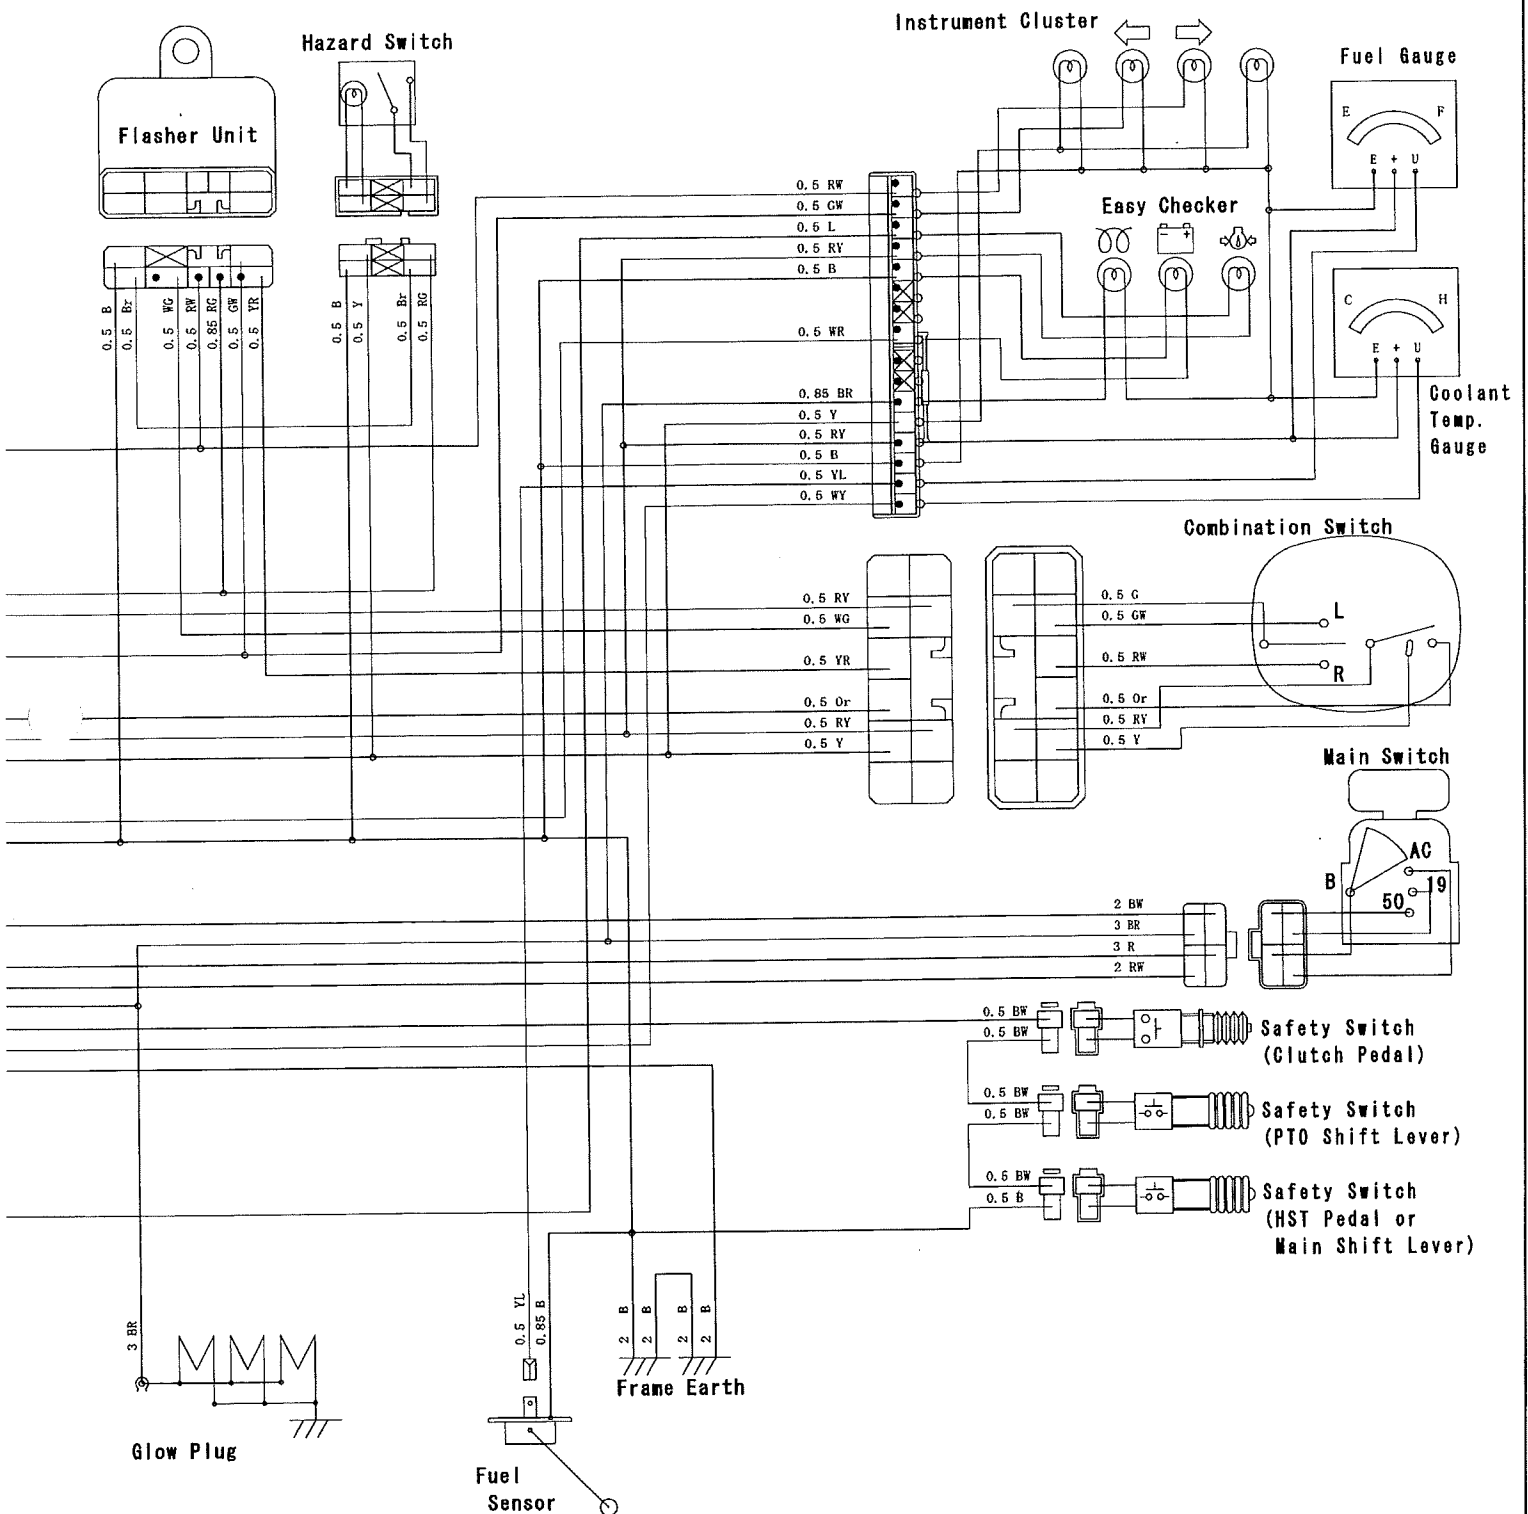 Instrument Cluster
Hazard Switch
Fuel Gauge
Flasher Unit
E F
E + U
0.5 RW
0.5 GW
0.5 L
0.5 RY
0.5 B
0.5 WR
0.85 BR
0.5 Y
0.5 RY
0.5 B
0.5 YL
0.5 WY
Easy Checker
- +
C H
E + U
Coolant
Temp.
Gauge
0.5 B
0.5 Br
0.5 WG
0.5 RW
0.85 RG
0.5 GW
0.5 YR
0.5 B
0.5 Y
0.5 Br
0.5 RG
Combination Switch
0.5 RY
0.5 WG
0.5 YR
0.5 Or
0.5 RY
0.5 Y
0.5 G
0.5 GW
0.5 RW
0.5 Or
0.5 RY
0.5 Y
L
R
Main Switch
AC
B
19
50
2 BW
3 BR
3 R
2 RW
0.5 BW
0.5 BW
Safety Switch
(Clutch Pedal)
0.5 BW
0.5 BW
Safety Switch
(PTO Shift Lever)
0.5 BW
0.5 B
Safety Switch
(HST Pedal or
Main Shift Lever)
3 BR
0.5 YL
0.85 B
2 B
2 B
2 B
2 B
Frame Earth
Glow Plug
Fuel
Sensor